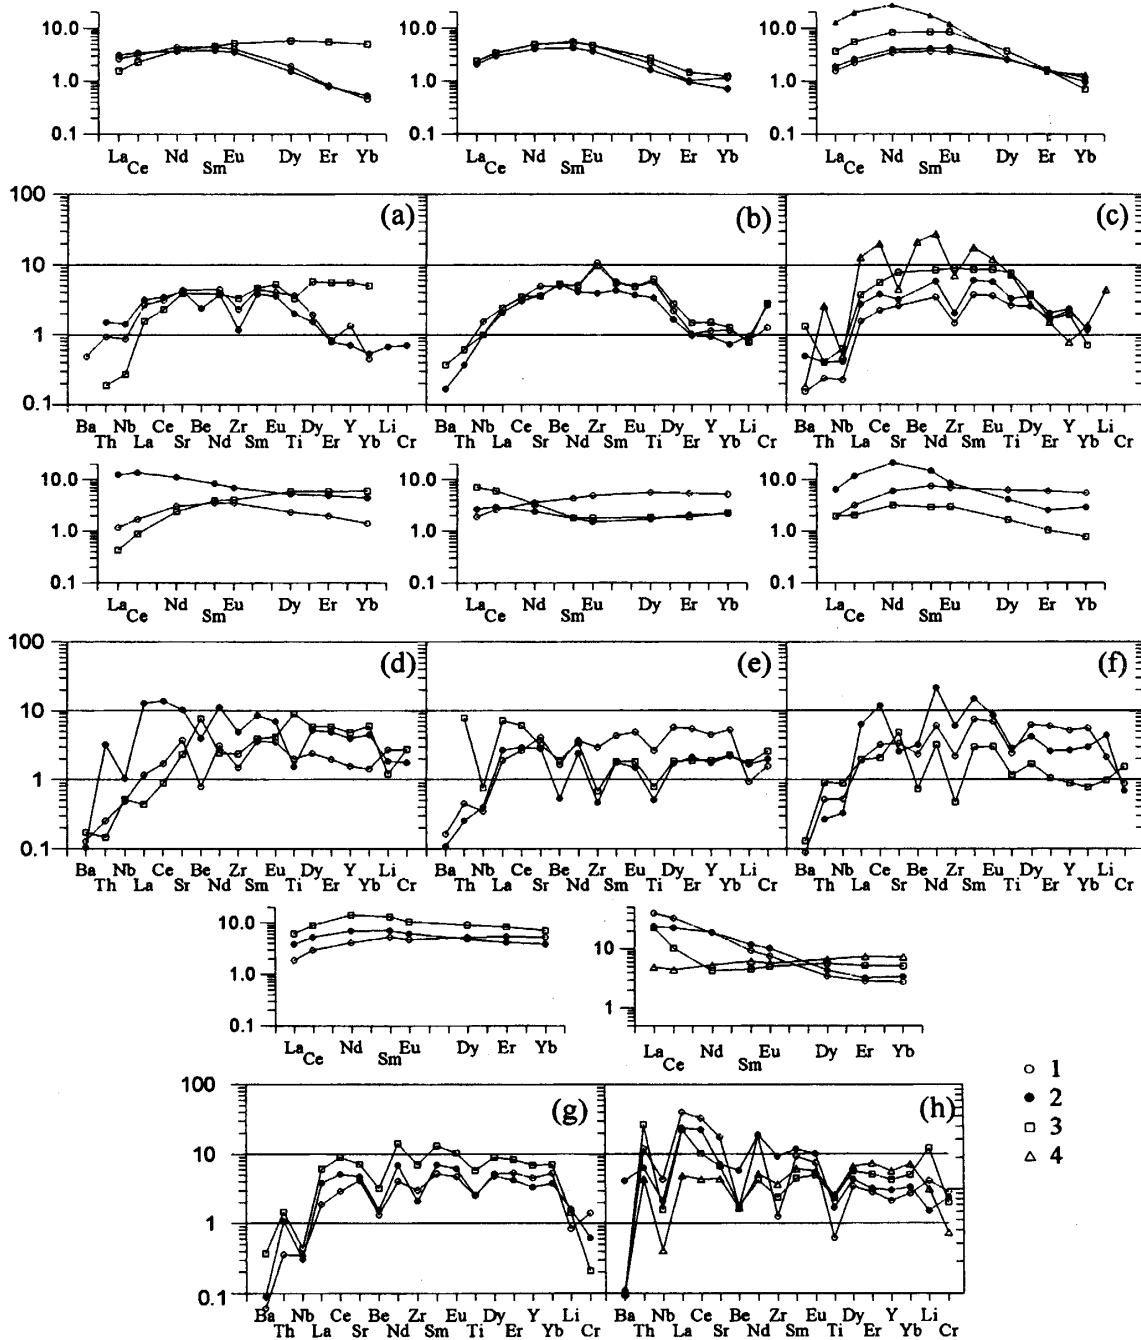 10.0 10.0 10.0
1.0 1.0 1.0
0.1 0.1 0.1
La Ce Nd Sm Eu Dy Er Yb La Ce Nd Sm Eu Dy Er Yb La Ce Nd Sm Eu Dy Er Yb
100 (a) (b) (c)
10
1
0.1
Ba Nb Ce Be Zr Eu Dy Y Li Ba Nb Ce Be Zr Eu Dy Y Li Ba Nb Ce Be Zr Eu Dy Y Li
Th La Sr Nd Sm Ti Er Yb Cr Th La Sr Nd Sm Ti Er Yb Cr Th La Sr Nd Sm Ti Er Yb Cr
10.0 10.0 10.0
1.0 1.0 1.0
0.1 0.1 0.1
La Ce Nd Sm Eu Dy Er Yb La Ce Nd Sm Eu Dy Er Yb La Ce Nd Sm Eu Dy Er Yb
100 (d) (e) (f)
10
1
0.1
Ba Nb Ce Be Zr Ti Dy Y Li Ba Nb Ce Be Zr Eu Dy Y Li Ba Nb Ce Be Zr Eu Dy Y Li
Th La Sr Nd Sm Eu Er Yb Cr Th La Sr Nd Sm Ti Er Yb Cr Th La Sr Nd Sm Ti Er Yb Cr
10.0 10
1.0 1
0.1
La Ce Nd Sm Eu Dy Er Yb La Ce Nd Sm Eu Dy Er Yb
1
2
3
4
100 (g) (h)
10
1
0.1
Ba Nb Ce Be Zr Eu Dy Y Li Ba Nb Ce Be Zr Eu Dy Y Li
Th La Sr Nd Sm Ti Er Yb Cr Th La Sr Nd Sm Ti Er Yb Cr